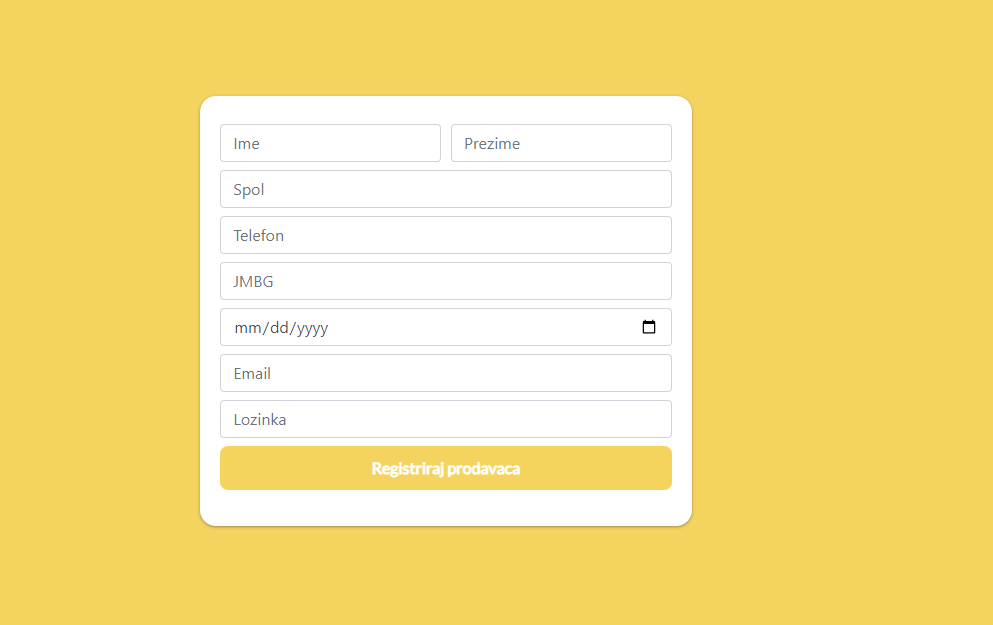 Ime Prezime
Spol
Telefon
JMBG
mm/dd/yyyy
Email
Lozinka
Registriraj prodavaca